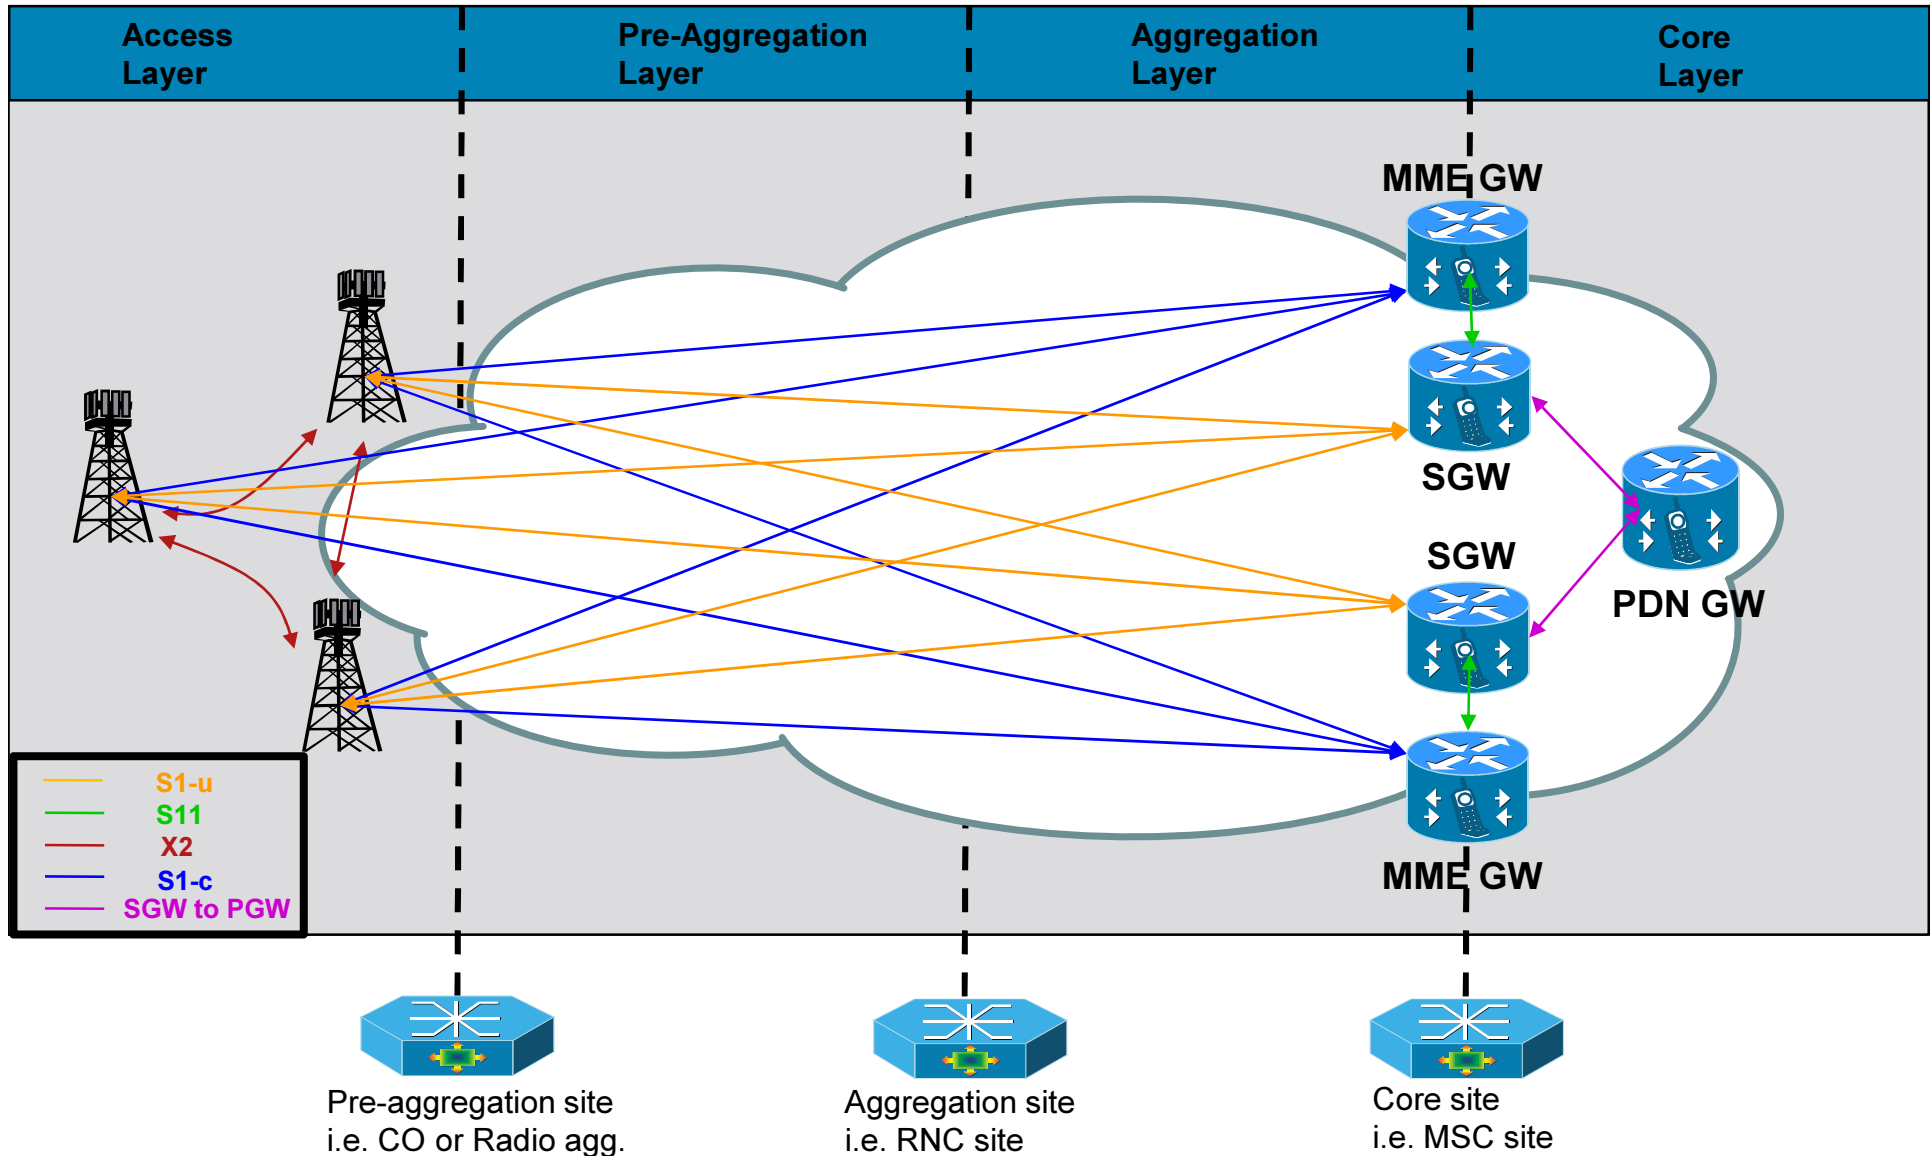 Access
Layer
Pre-Aggregation
Layer
Aggregation
Layer
Core
Layer
MME GW
SGW
SGW
PDN GW
MME GW
S1-u
S11
X2
S1-c
SGW to PGW
Pre-aggregation site
i.e. CO or Radio agg.
Aggregation site
i.e. RNC site
Core site
i.e. MSC site